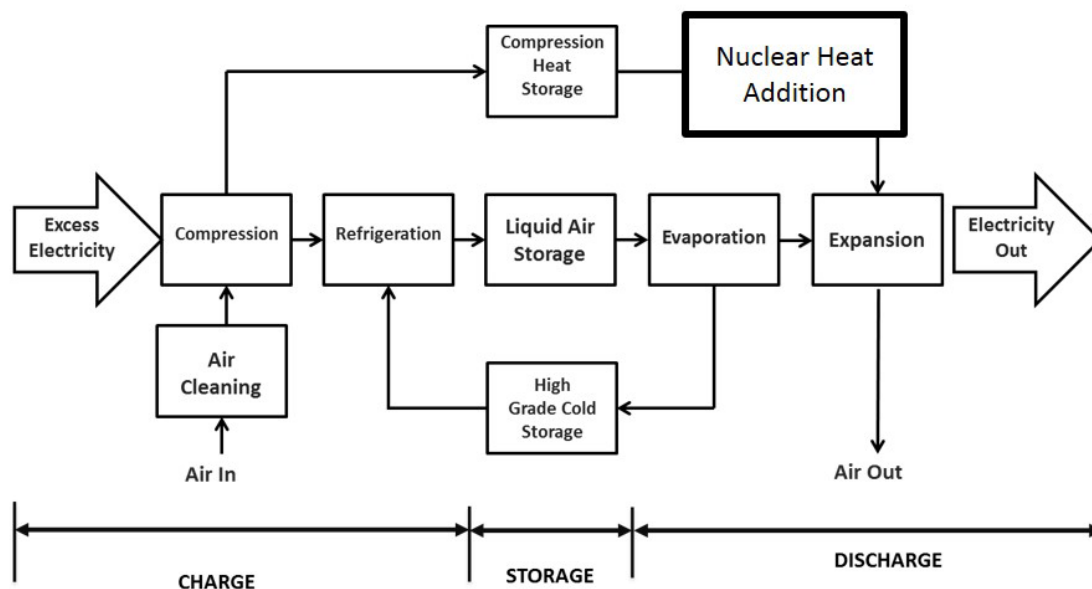 Compression
Heat
Storage
Nuclear Heat
Addition
Excess
Electricity
Compression
Refrigeration
Liquid Air
Storage
Evaporation
Expansion
Electricity
Out
Air
Cleaning
High
Grade Cold
Storage
Air In
Air Out
CHARGE
STORAGE
DISCHARGE